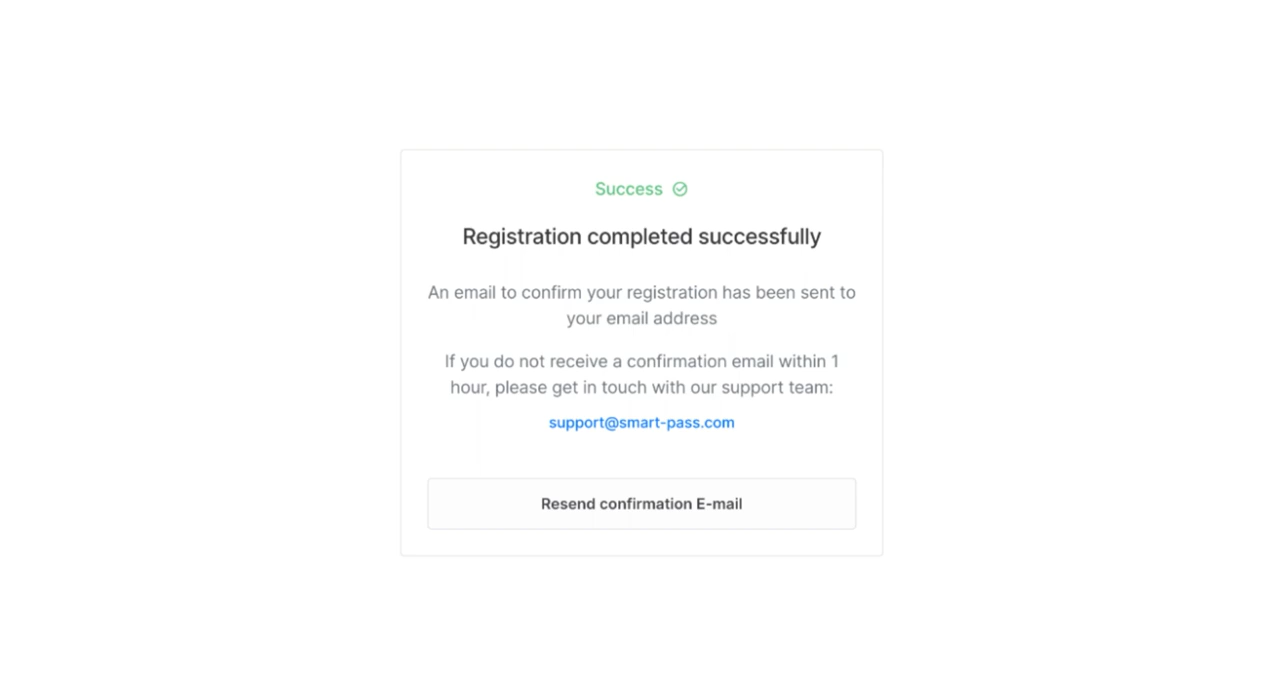 Success
Registration completed successfully
An email to confirm your registration has been sent to
your email address
If you do not receive a confirmation email within 1
hour, please get in touch with our support team:
support@smart-pass.com
Resend confirmation E-mail